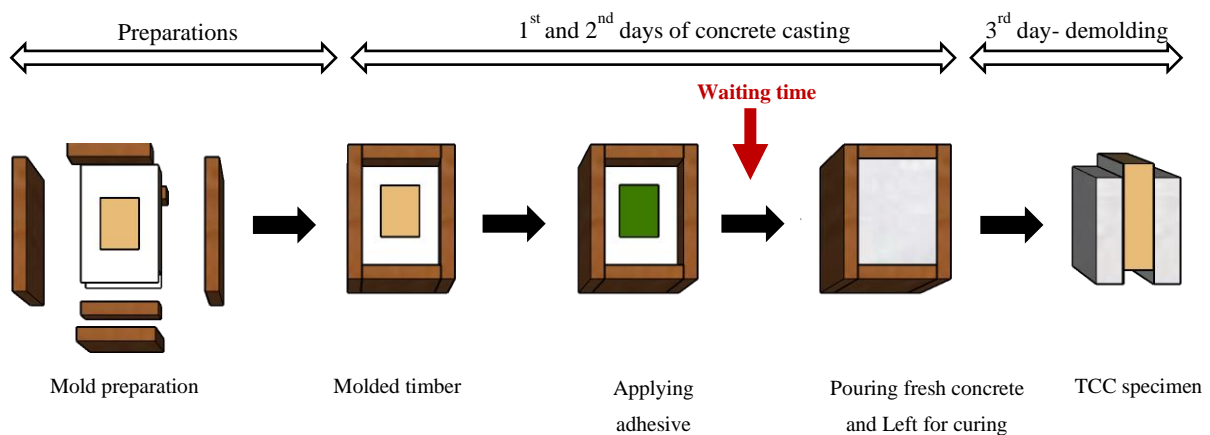 Preparations
1st and 2nd days of concrete casting
3rd day- demolding
Waiting time
Mold preparation
Molded timber
Applying
adhesive
Pouring fresh concrete
and Left for curing
TCC specimen